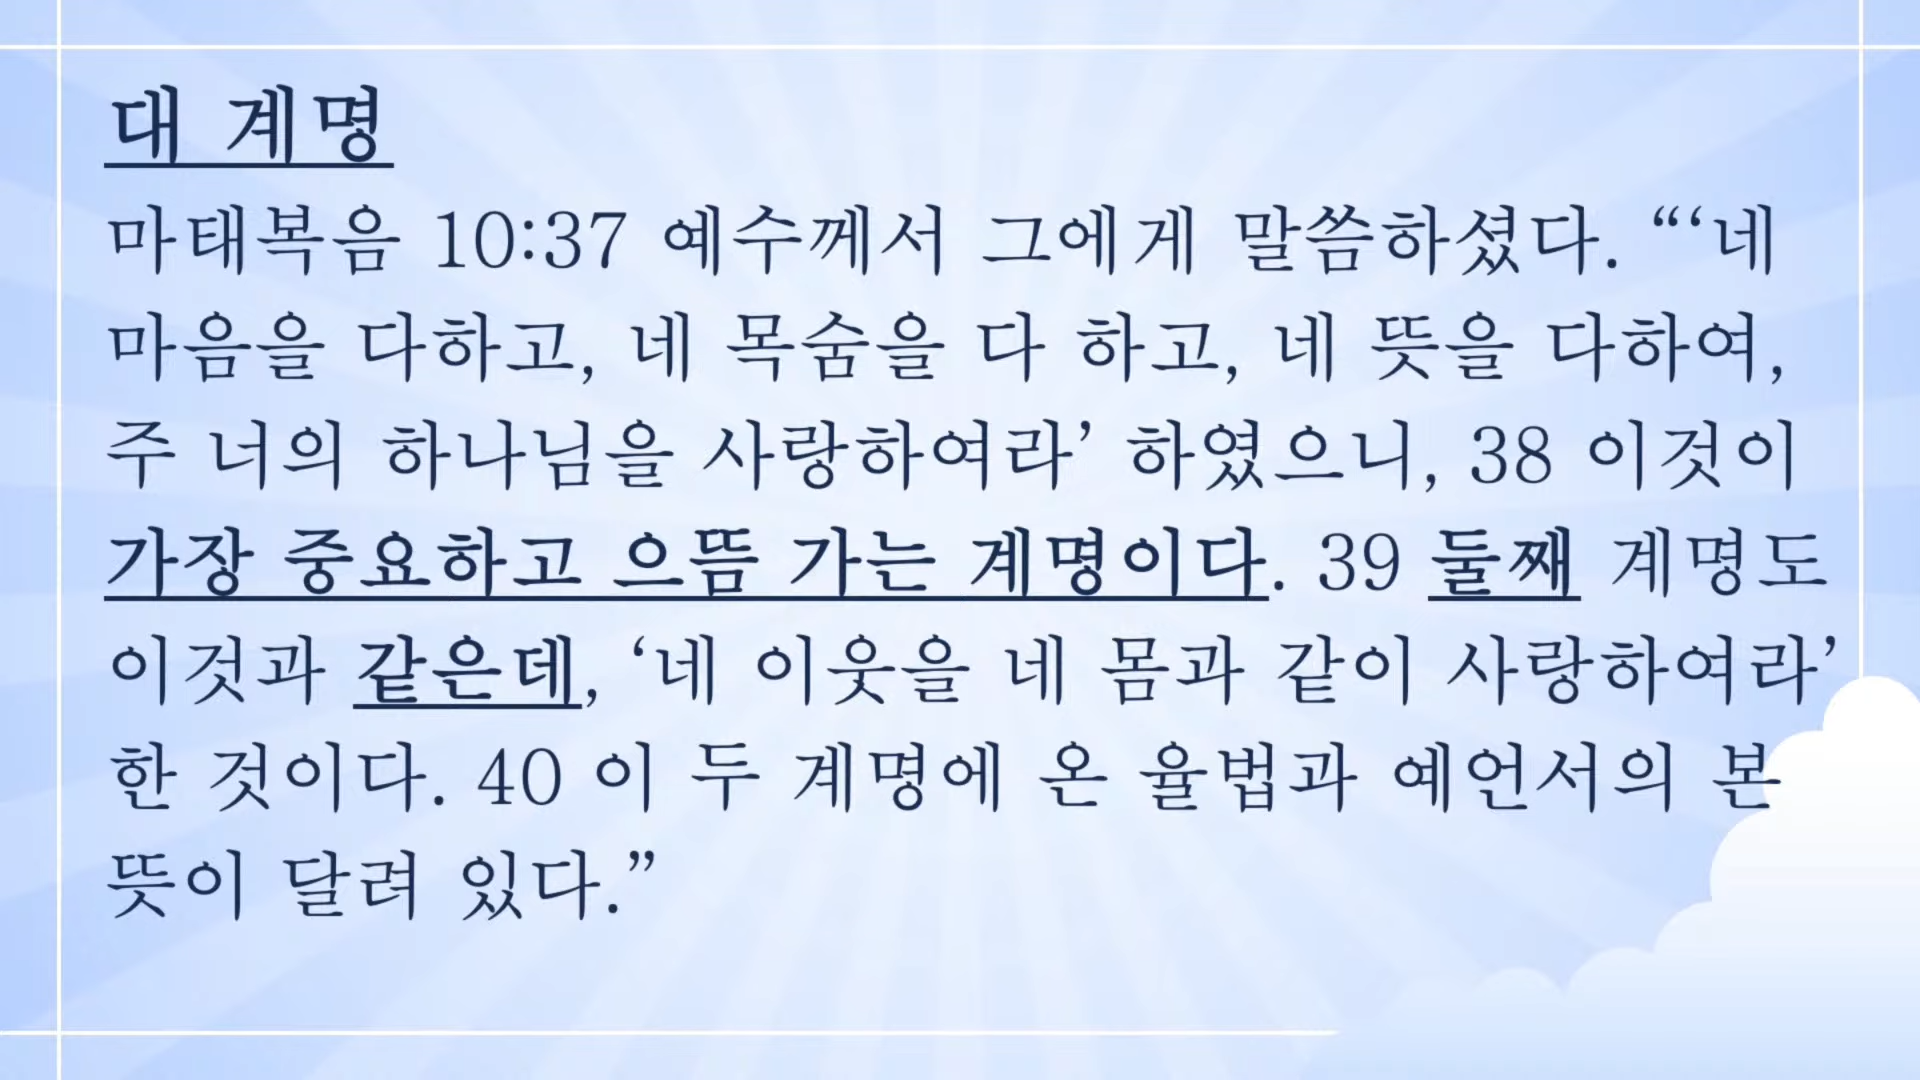 대 계명
마태복음 10:37 예수께서 그에게 말씀하셨다. “‘네
마음을 다하고, 네 목숨을 다 하고, 네 뜻을 다하여,
주 너의 하나님을 사랑하여라’ 하였으니, 38 이것이
가장 중요하고 으뜸 가는 계명이다. 39 둘째 계명도
이것과 같은데, ‘네 이웃을 네 몸과 같이 사랑하여라’
한 것이다. 40 이 두 계명에 온 율법과 예언서의 본
뜻이 달려 있다.”